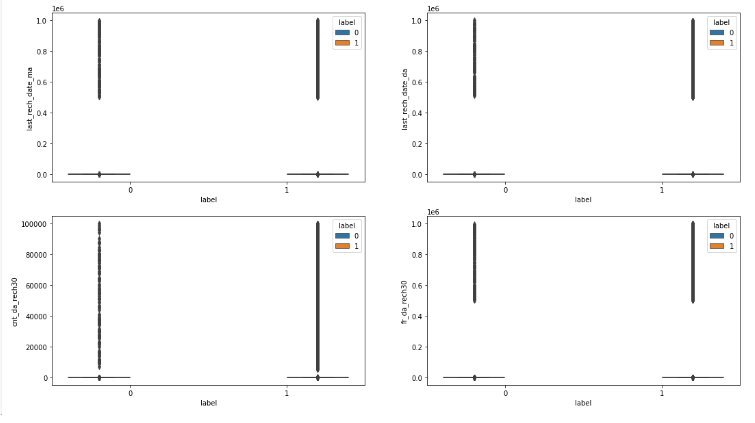 1e6
1.0
0.8
0.6
0.4
0.2
0.0
last_rech_date_ma
label
0
1
0
1
label
1e6
1.0
0.8
0.6
0.4
0.2
0.0
last_rech_date_da
label
0
1
0
1
label
100000
80000
60000
40000
20000
0
cnt_da_rech30
label
0
1
0
1
label
1e6
1.0
0.8
0.6
0.4
0.2
0.0
fr_da_rech30
label
0
1
0
1
label